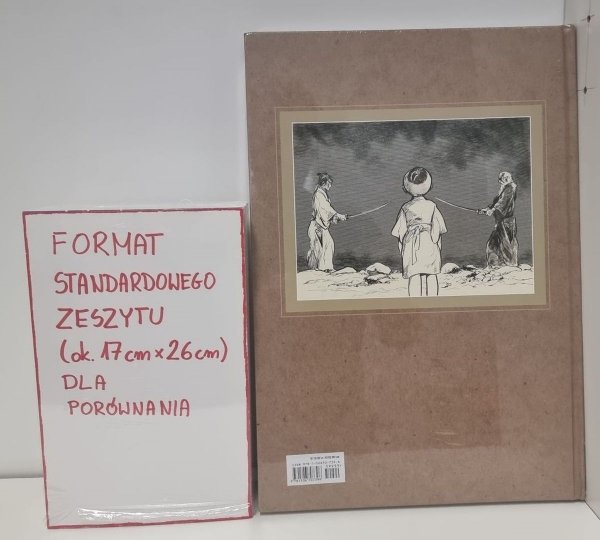 FORMAT
STANDARDOWEGO
ZESZYTU
(ok. 17cm × 26cm)
DLA
PORÓWNANIA